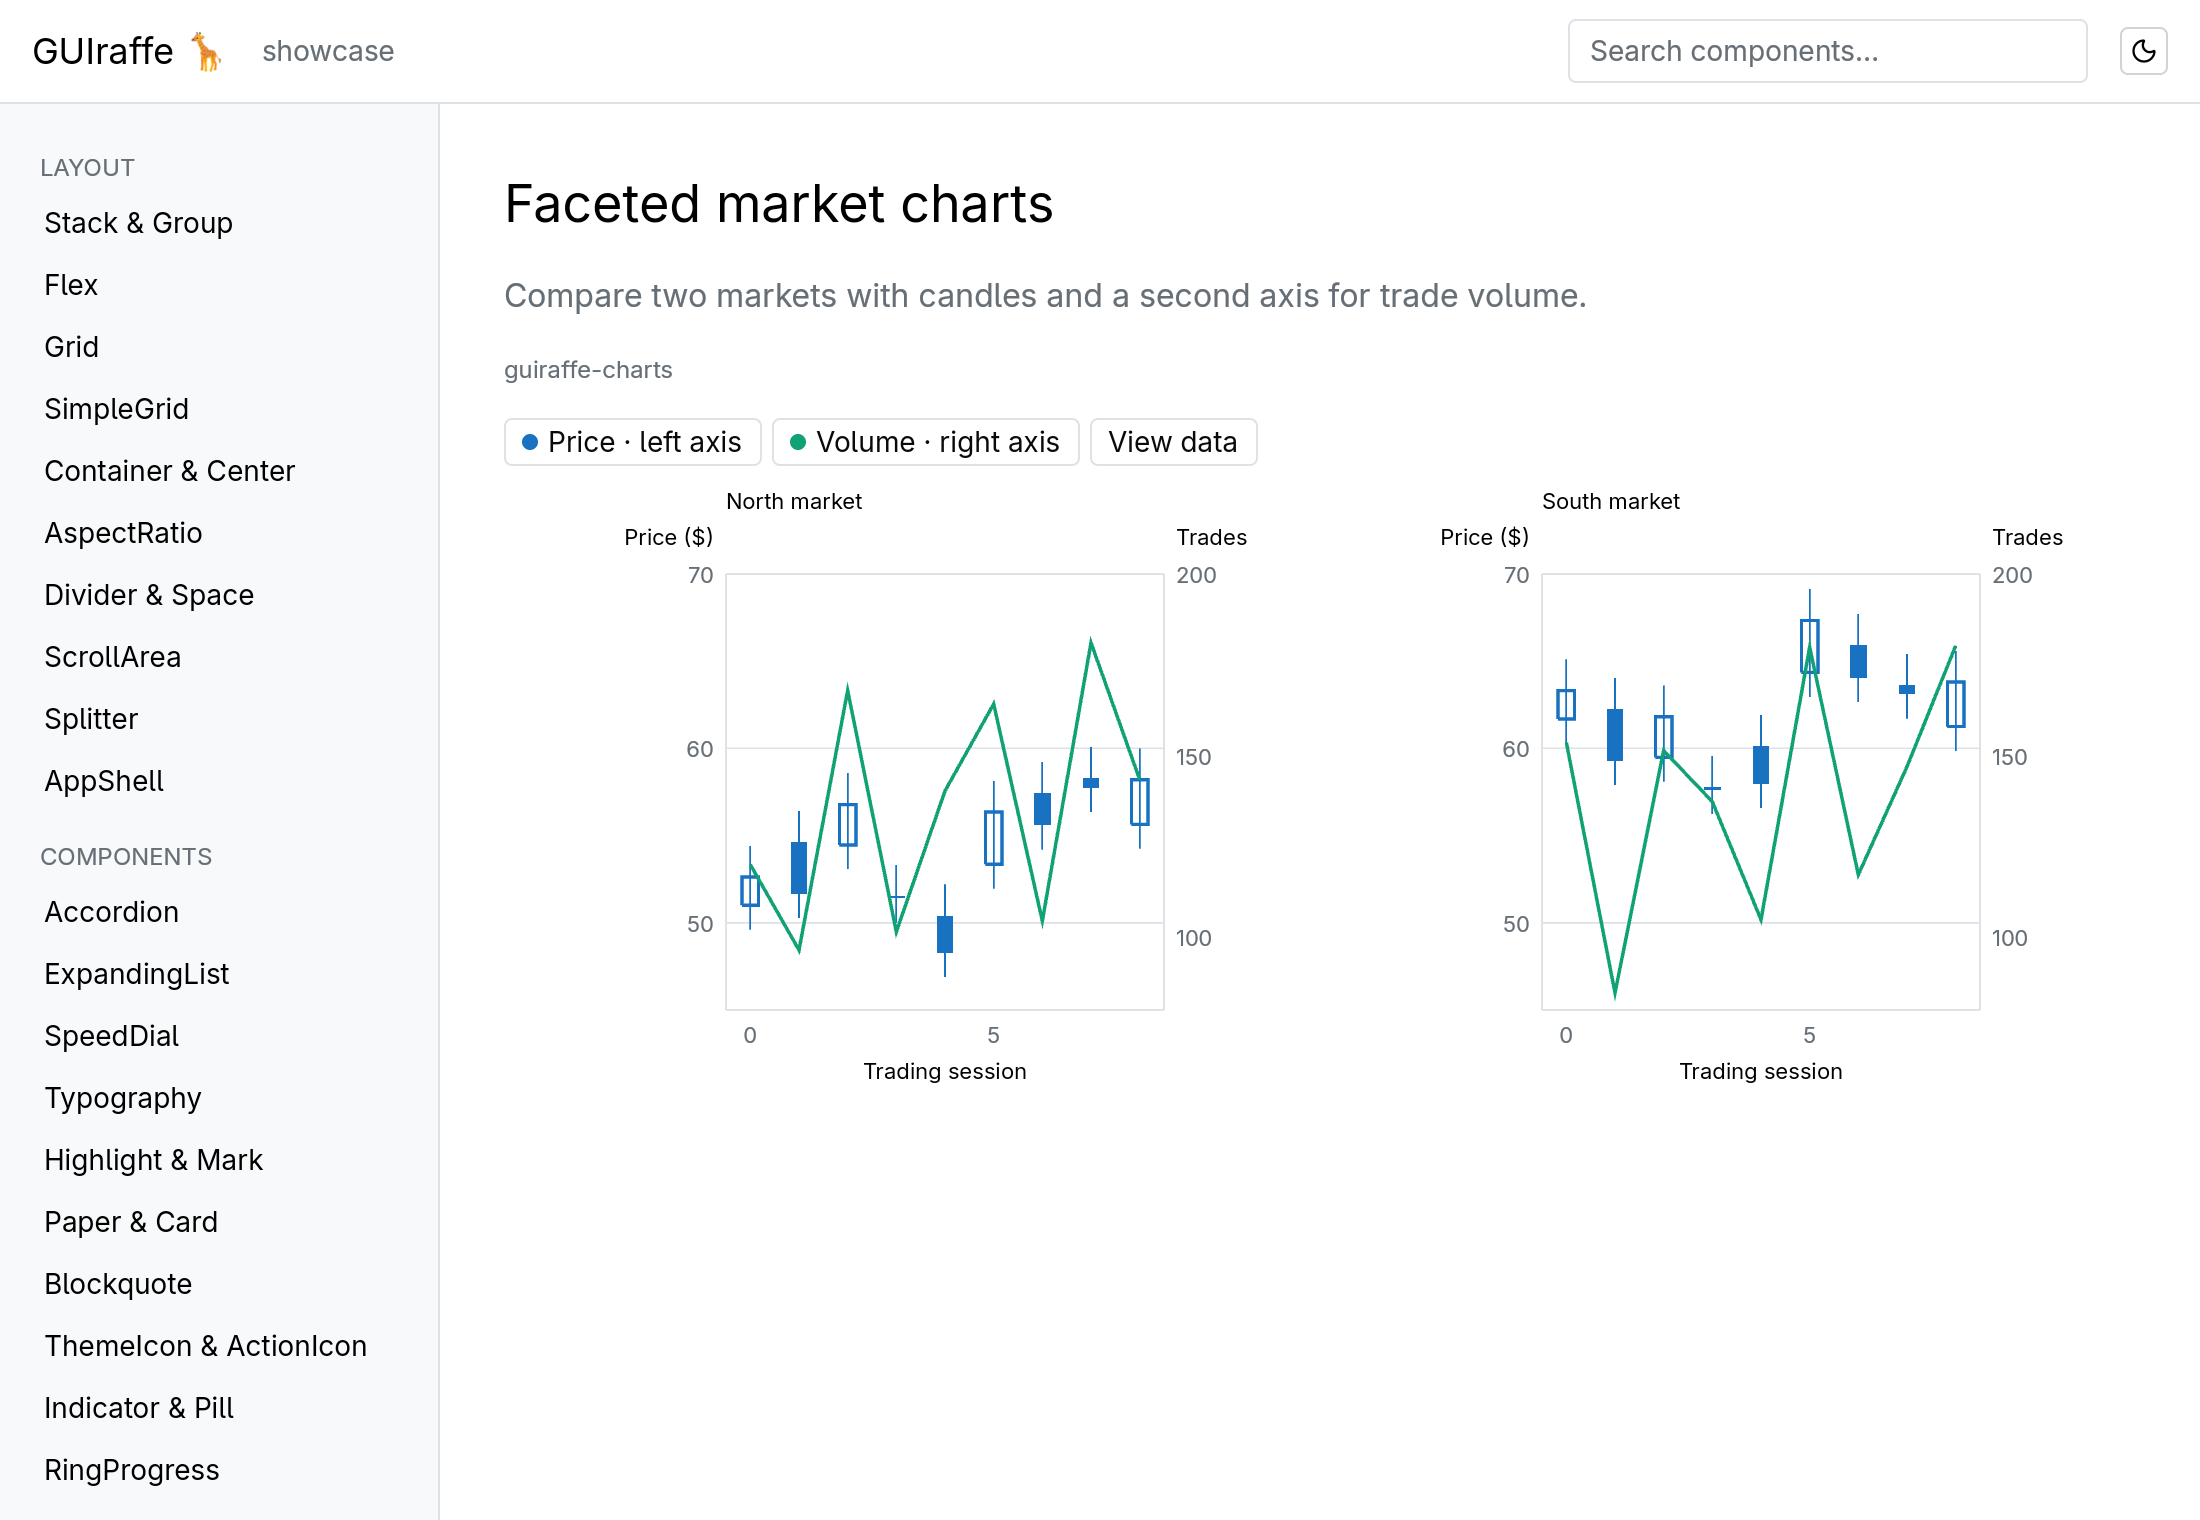 GUIraffe 🦒 showcase
Search components...
LAYOUT
Stack & Group
Flex
Grid
SimpleGrid
Container & Center
AspectRatio
Divider & Space
ScrollArea
Splitter
AppShell
COMPONENTS
Accordion
ExpandingList
SpeedDial
Typography
Highlight & Mark
Paper & Card
Blockquote
ThemeIcon & ActionIcon
Indicator & Pill
RingProgress
Faceted market charts
Compare two markets with candles and a second axis for trade volume.
guiraffe-charts
Price · left axis
Volume · right axis
View data
North market
Price ($)
Trades
70
60
50
200
150
100
0
5
Trading session
South market
Price ($)
Trades
70
60
50
200
150
100
0
5
Trading session